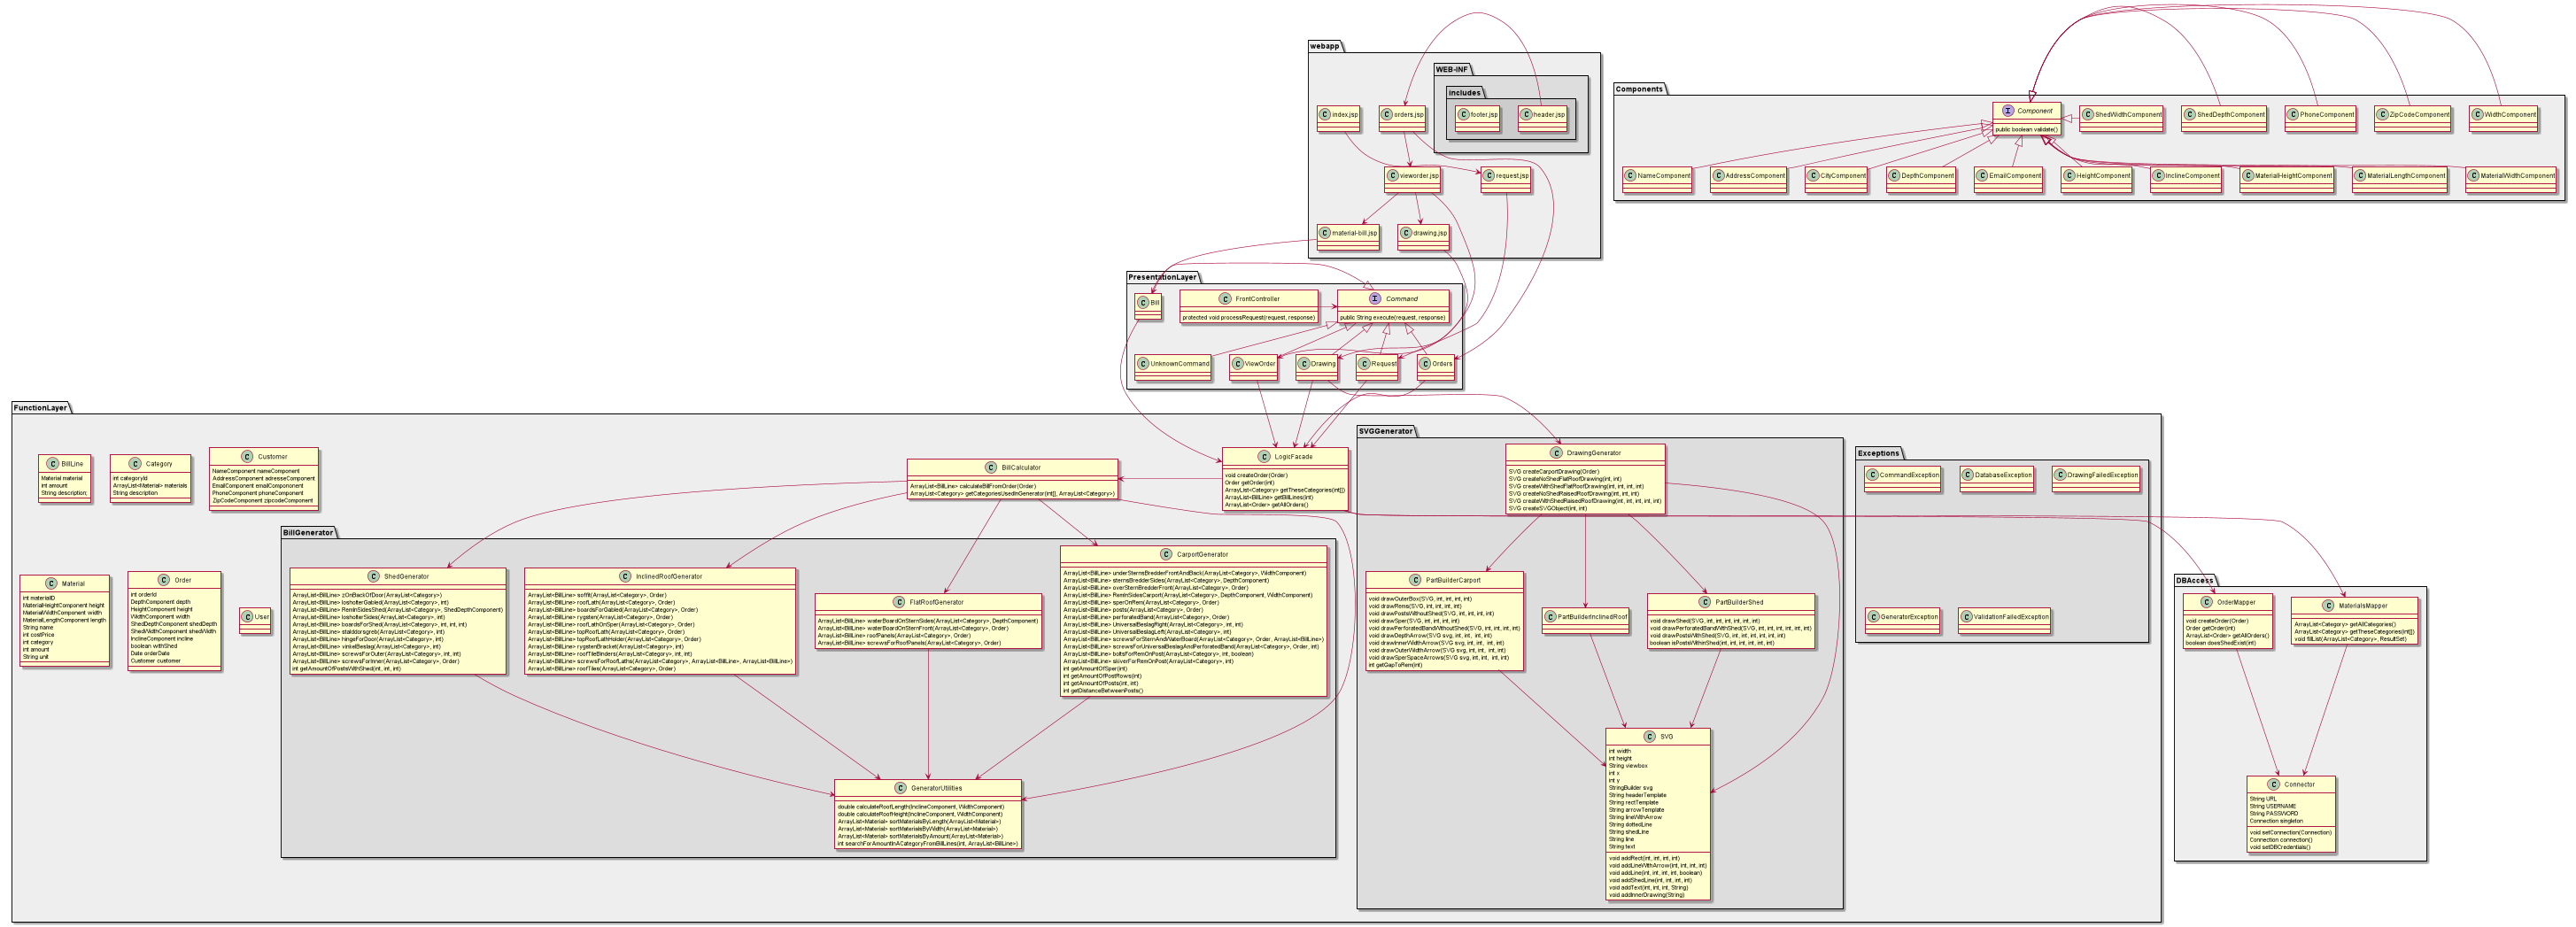 webapp
WEB-INF
includes
index.jsp
orders.jsp
footer.jsp
header.jsp
vieworder.jsp
request.jsp
material-bill.jsp
drawing.jsp
Components
Component
public boolean validate()
ShedWidthComponent
ShedDepthComponent
PhoneComponent
ZipCodeComponent
WidthComponent
NameComponent
AddressComponent
CityComponent
DepthComponent
EmailComponent
HeightComponent
InclineComponent
MaterialHeightComponent
MaterialLengthComponent
MaterialWidthComponent
PresentationLayer
Bill
FrontController
protected void processRequest(request, response)
Command
public String execute(request, response)
UnknownCommand
ViewOrder
Drawing
Request
Orders
FunctionLayer
BillLine
Material material
int amount
String description;
Category
int categoryId
ArrayList<Material> materials
String description
Customer
NameComponent nameComponent
AddressComponent adresseComponent
EmailComponent emailComponenent
PhoneComponent phoneComponent
ZipCodeComponent zipcodeComponent
Material
int materialID
MaterialHeightComponent height
MaterialWidthComponent width
MaterialLengthComponent length
String name
int costPrice
int category
int amount
String unit
Order
int orderId
DepthComponent depth
HeightComponent height
WidthComponent width
ShedDepthComponent shedDepth
ShedWidthComponent shedWidth
InclineComponent incline
boolean withShed
Date orderDate
Customer customer
User
BillCalculator
ArrayList<BillLine> calculateBillFromOrder(Order)
ArrayList<Category> getCategoriesUsedInGenerator(int[], ArrayList<Category>)
LogicFacade
void createOrder(Order)
Order getOrder(int)
ArrayList<Category> getTheseCategories(int[])
ArrayList<BillLine> getBillLines(int)
ArrayList<Order> getAllOrders()
BillGenerator
ShedGenerator
ArrayList<BillLine> zOnBackOfDoor(ArrayList<Category>)
ArrayList<BillLine> losholterGabled(ArrayList<Category>, int)
ArrayList<BillLine> RemInSidesShed(ArrayList<Category>, ShedDepthComponent)
ArrayList<BillLine> losholterSides(ArrayList<Category>, int)
ArrayList<BillLine> boardsForShed(ArrayList<Category>, int, int, int)
ArrayList<BillLine> stalddorsgreb(ArrayList<Category>, int)
ArrayList<BillLine> hingeForDoor(ArrayList<Category>, int)
ArrayList<BillLine> vinkelBeslag(ArrayList<Category>, int)
ArrayList<BillLine> screwsForOuter(ArrayList<Category>, int, int)
ArrayList<BillLine> screwsForInner(ArrayList<Category>, Order)
int getAmountOfPostsWithShed(int, int, int)
InclinedRoofGenerator
ArrayList<BillLine> soffit(ArrayList<Category>, Order)
ArrayList<BillLine> roofLath(ArrayList<Category>, Order)
ArrayList<BillLine> boardsForGabled(ArrayList<Category>, Order)
ArrayList<BillLine> rygsten(ArrayList<Category>, Order)
ArrayList<BillLine> roofLathOnSper(ArrayList<Category>, Order)
ArrayList<BillLine> topRoofLath(ArrayList<Category>, Order)
ArrayList<BillLine> topRoofLathHolder(ArrayList<Category>, Order)
ArrayList<BillLine> rygstenBracket(ArrayList<Category>, int)
ArrayList<BillLine> roofTileBinders(ArrayList<Category>, int, int)
ArrayList<BillLine> screwsForRoofLaths(ArrayList<Category>, ArrayList<BillLine>, ArrayList<BillLine>)
ArrayList<BillLine> roofTiles(ArrayList<Category>, Order)
FlatRoofGenerator
ArrayList<BillLine> waterBoardOnSternSides(ArrayList<Category>, DepthComponent)
ArrayList<BillLine> waterBoardOnSternFront(ArrayList<Category>, Order)
ArrayList<BillLine> roofPanels(ArrayList<Category>, Order)
ArrayList<BillLine> screwsForRoofPanels(ArrayList<Category>, Order)
CarportGenerator
ArrayList<BillLine> underSternsBredderFrontAndBack(ArrayList<Category>, WidthComponent)
ArrayList<BillLine> sternsBredderSides(ArrayList<Category>, DepthComponent)
ArrayList<BillLine> overSternBredderFront(ArrayList<Category>, Order)
ArrayList<BillLine> RemInSidesCarport(ArrayList<Category>, DepthComponent, WidthComponent)
ArrayList<BillLine> sperOnRem(ArrayList<Category>, Order)
ArrayList<BillLine> posts(ArrayList<Category>, Order)
ArrayList<BillLine> perforatedBand(ArrayList<Category>, Order)
ArrayList<BillLine> UniversalBeslagRight(ArrayList<Category>, int, int)
ArrayList<BillLine> UniversalBeslagLeft(ArrayList<Category>, int)
ArrayList<BillLine> screwsForSternAndWaterBoard(ArrayList<Category>, Order, ArrayList<BillLine>)
ArrayList<BillLine> screwsForUniversalBeslagAndPerforatedBand(ArrayList<Category>, Order, int)
ArrayList<BillLine> boltsForRemOnPost(ArrayList<Category>, int, boolean)
ArrayList<BillLine> skiverForRemOnPost(ArrayList<Category>, int)
int getAmountOfSper(int)
int getAmountOfPostRows(int)
int getAmountOfPosts(int, int)
int getDistanceBetweenPosts()
GeneratorUtilities
double calculateRoofLength(InclineComponent, WidthComponent)
double calculateRoofHeight(InclineComponent, WidthComponent)
ArrayList<Material> sortMaterialsByLength(ArrayList<Material>)
ArrayList<Material> sortMaterialsByWidth(ArrayList<Material>)
ArrayList<Material> sortMaterialsByAmount(ArrayList<Material>)
int searchForAmountInACategoryFromBillLines(int, ArrayList<BillLine>)
SVGGenerator
DrawingGenerator
SVG createCarportDrawing(Order)
SVG createNoShedFlatRoofDrawing(int, int)
SVG createWithShedFlatRoofDrawing(int, int, int, int)
SVG createNoShedRaisedRoofDrawing(int, int, int)
SVG createWithShedRaisedRoofDrawing(int, int, int, int, int)
SVG createSVGObject(int, int)
PartBuilderCarport
void drawOuterBox(SVG, int, int, int, int)
void drawRems(SVG, int, int, int, int)
void drawPostsWithoutShed(SVG, int, int, int, int)
void drawSper(SVG, int, int, int, int)
void drawPerforatedBandWithoutShed(SVG, int, int, int, int)
void drawDepthArrow(SVG svg, int, int, int, int)
void drawInnerWidthArrow(SVG svg, int, int, int, int)
void drawOuterWidthArrow(SVG svg, int, int, int, int)
void drawSperSpaceArrows(SVG svg, int, int, int, int)
int getGapToRem(int)
PartBuilderInclinedRoof
PartBuilderShed
void drawShed(SVG, int, int, int, int, int, int)
void drawPerforatedBandWithShed(SVG, int, int, int, int, int, int)
void drawPostsWithShed(SVG, int, int, int, int, int, int)
boolean isPostsWithinShed(int, int, int, int, int)
SVG
int width
int height
String viewbox
int x
int y
StringBuilder svg
String headerTemplate
String rectTemplate
String arrowTemplate
String lineWithArrow
String dottedLine
String shedLine
String line
String text
void addRect(int, int, int, int)
void addLineWithArrow(int, int, int, int)
void addLine(int, int, int, int, boolean)
void addShedLine(int, int, int, int)
void addText(int, int, int, String)
void addInnerDrawing(String)
Exceptions
CommandException
DatabaseException
DrawingFailedException
GeneratorException
ValidationFailedException
DBAccess
OrderMapper
void createOrder(Order)
Order getOrder(int)
ArrayList<Order> getAllOrders()
boolean doesShedExist(int)
MaterialsMapper
ArrayList<Category> getAllCategories()
ArrayList<Category> getTheseCategories(int[])
void fillList(ArrayList<Category>, ResultSet)
Connector
String URL
String USERNAME
String PASSWORD
Connection singleton
void setConnection(Connection)
Connection connection()
void setDBCredentials()